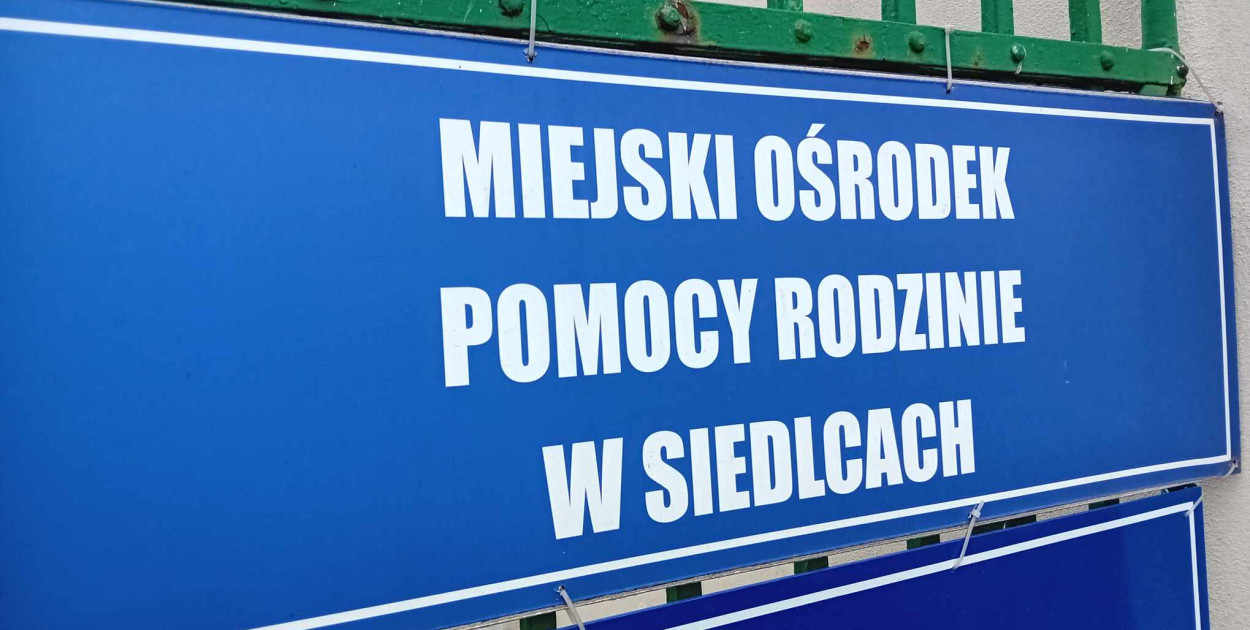 MIEJSKI OŚRODEK
POMOCY RODZINIE
W SIEDLCACH